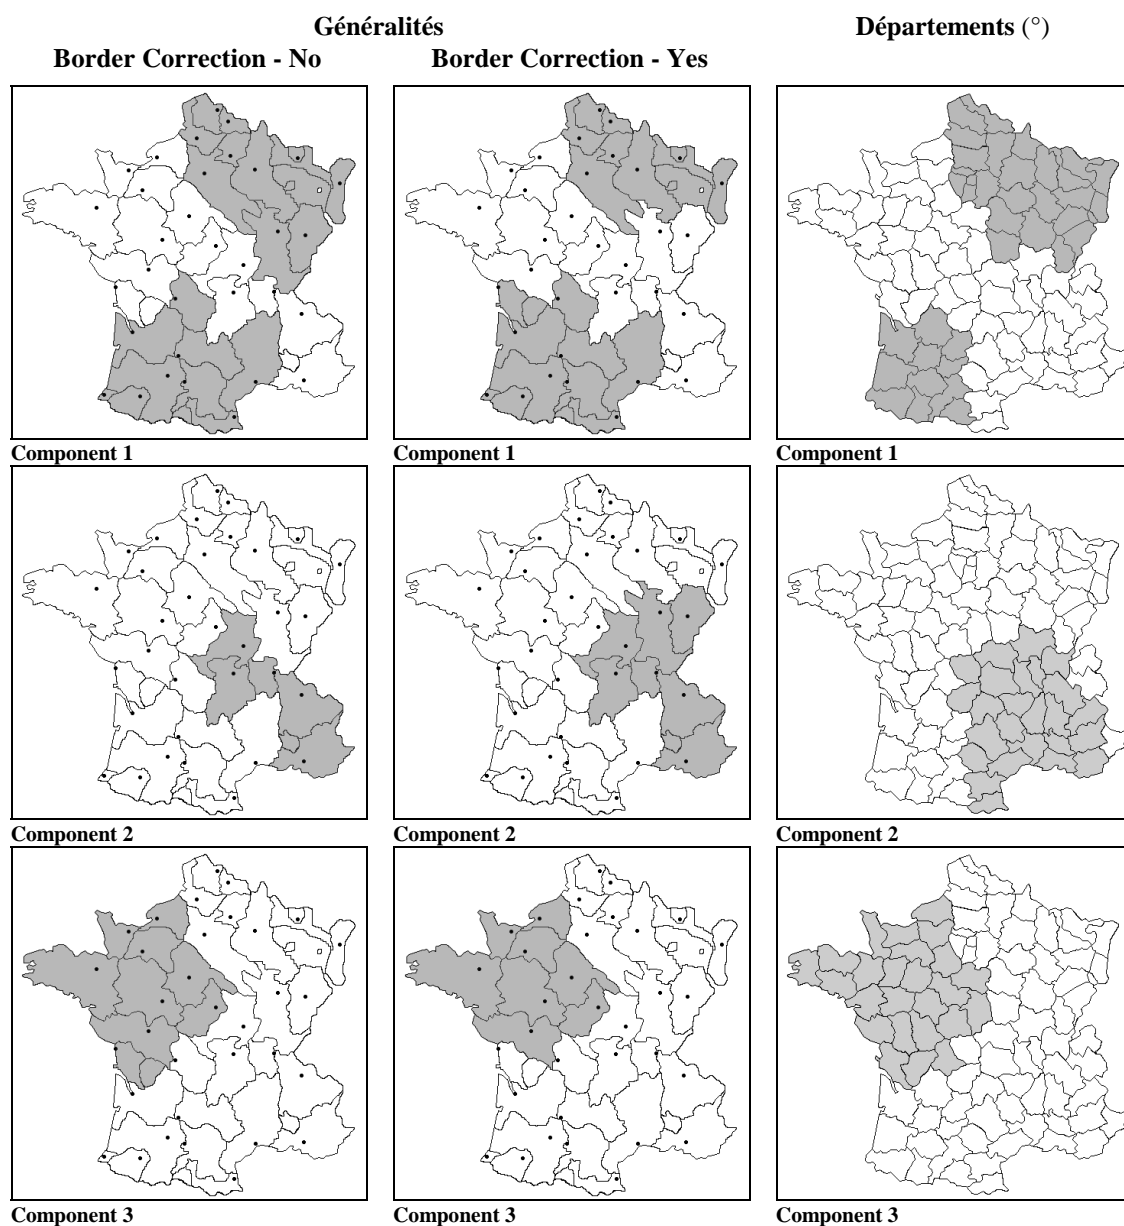 Généralités
Départements (°)
Border Correction - No
Border Correction - Yes
Component 1
Component 1
Component 1
Component 2
Component 2
Component 2
Component 3
Component 3
Component 3